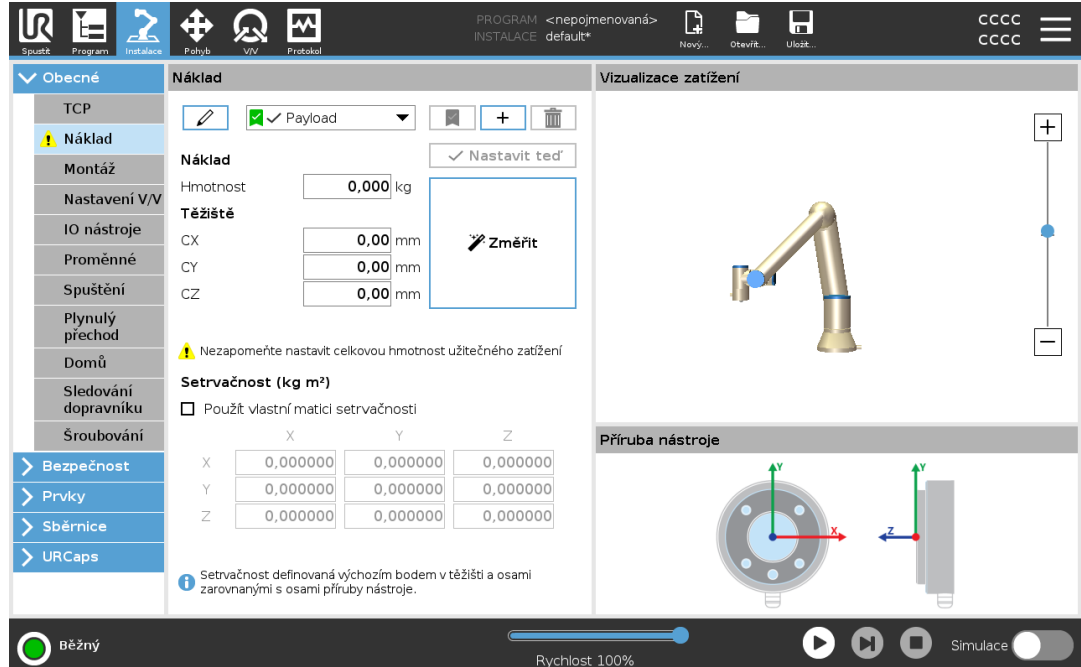 PROGRAM <nepojmenovaná>
INSTALACE default*
cccc
cccc
Spustit
Program
Instalace
Pohyb
V/V
Protokol
Nový...
Otevřít...
Uložit...
Obecné
TCP
Náklad
Montáž
Nastavení V/V
IO nástroje
Proměnné
Spuštění
Plynulý
přechod
Domů
Sledování
dopravníku
Šroubování
Bezpečnost
Prvky
Sběrnice
URCaps
Náklad
Payload
Nastavit teď
Náklad
Hmotnost 0,000 kg
Těžiště
CX 0,00 mm
CY 0,00 mm
CZ 0,00 mm
Změřit
Nezapomeňte nastavit celkovou hmotnost užitečného zatížení
Setrvačnost (kg m²)
Použít vlastní matici setrvačnosti
X Y Z
X 0,000000 0,000000 0,000000
Y 0,000000 0,000000 0,000000
Z 0,000000 0,000000 0,000000
Setrvačnost definovaná výchozím bodem v těžišti a osami
zarovnanými s osami příruby nástroje.
Vizualizace zatížení
Příruba nástroje
Y
X
Y
Z
Běžný
Rychlost 100%
Simulace